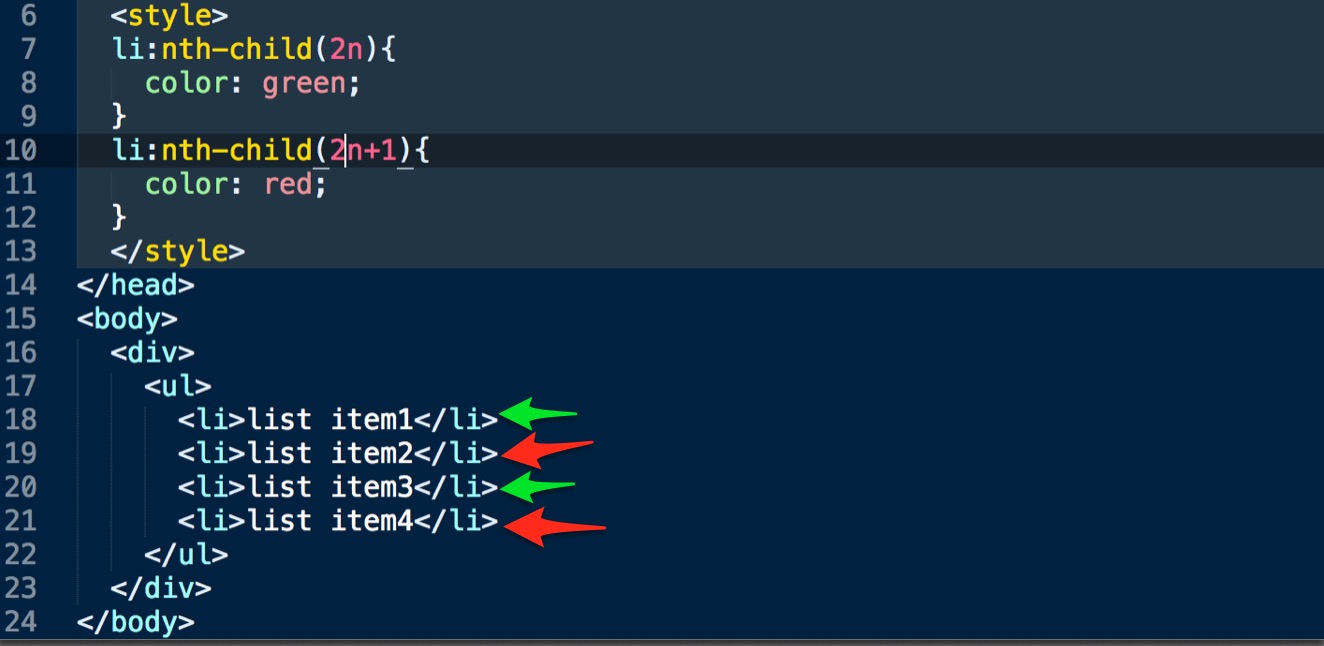 6 <style>
7 li:nth-child(2n){
8 color: green;
9 }
10 li:nth-child(2n+1){
11 color: red;
12 }
13 </style>
14 </head>
15 <body>
16 <div>
17 <ul>
18 <li>list item1</li>
19 <li>list item2</li>
20 <li>list item3</li>
21 <li>list item4</li>
22 </ul>
23 </div>
24 </body>